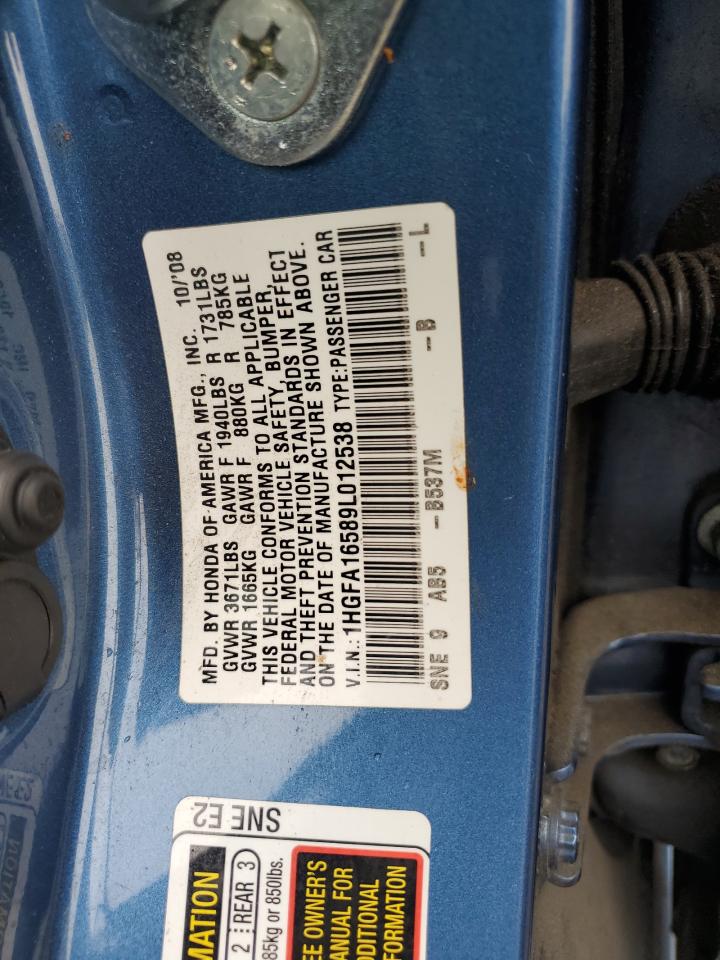 MFD. BY HONDA OF AMERICA MFG., INC. 10/'08
GVWR 3671LBS GAWR F 1940LBS R 1731LBS
GVWR 1665KG GAWR F 880KG R 785KG
THIS VEHICLE CONFORMS TO ALL APPLICABLE
FEDERAL MOTOR VEHICLE SAFETY, BUMPER,
AND THEFT PREVENTION STANDARDS IN EFFECT
ON THE DATE OF MANUFACTURE SHOWN ABOVE.
V.I.N.: 1HGFA16589L012538 TYPE:PASSENGER CAR
SNE 9 AB5 -B537M -B -L
SNE E2
MATION
2 REAR 3
85kg or 850lbs.
EE OWNER'S
ANUAL FOR
DDITIONAL
FORMATION